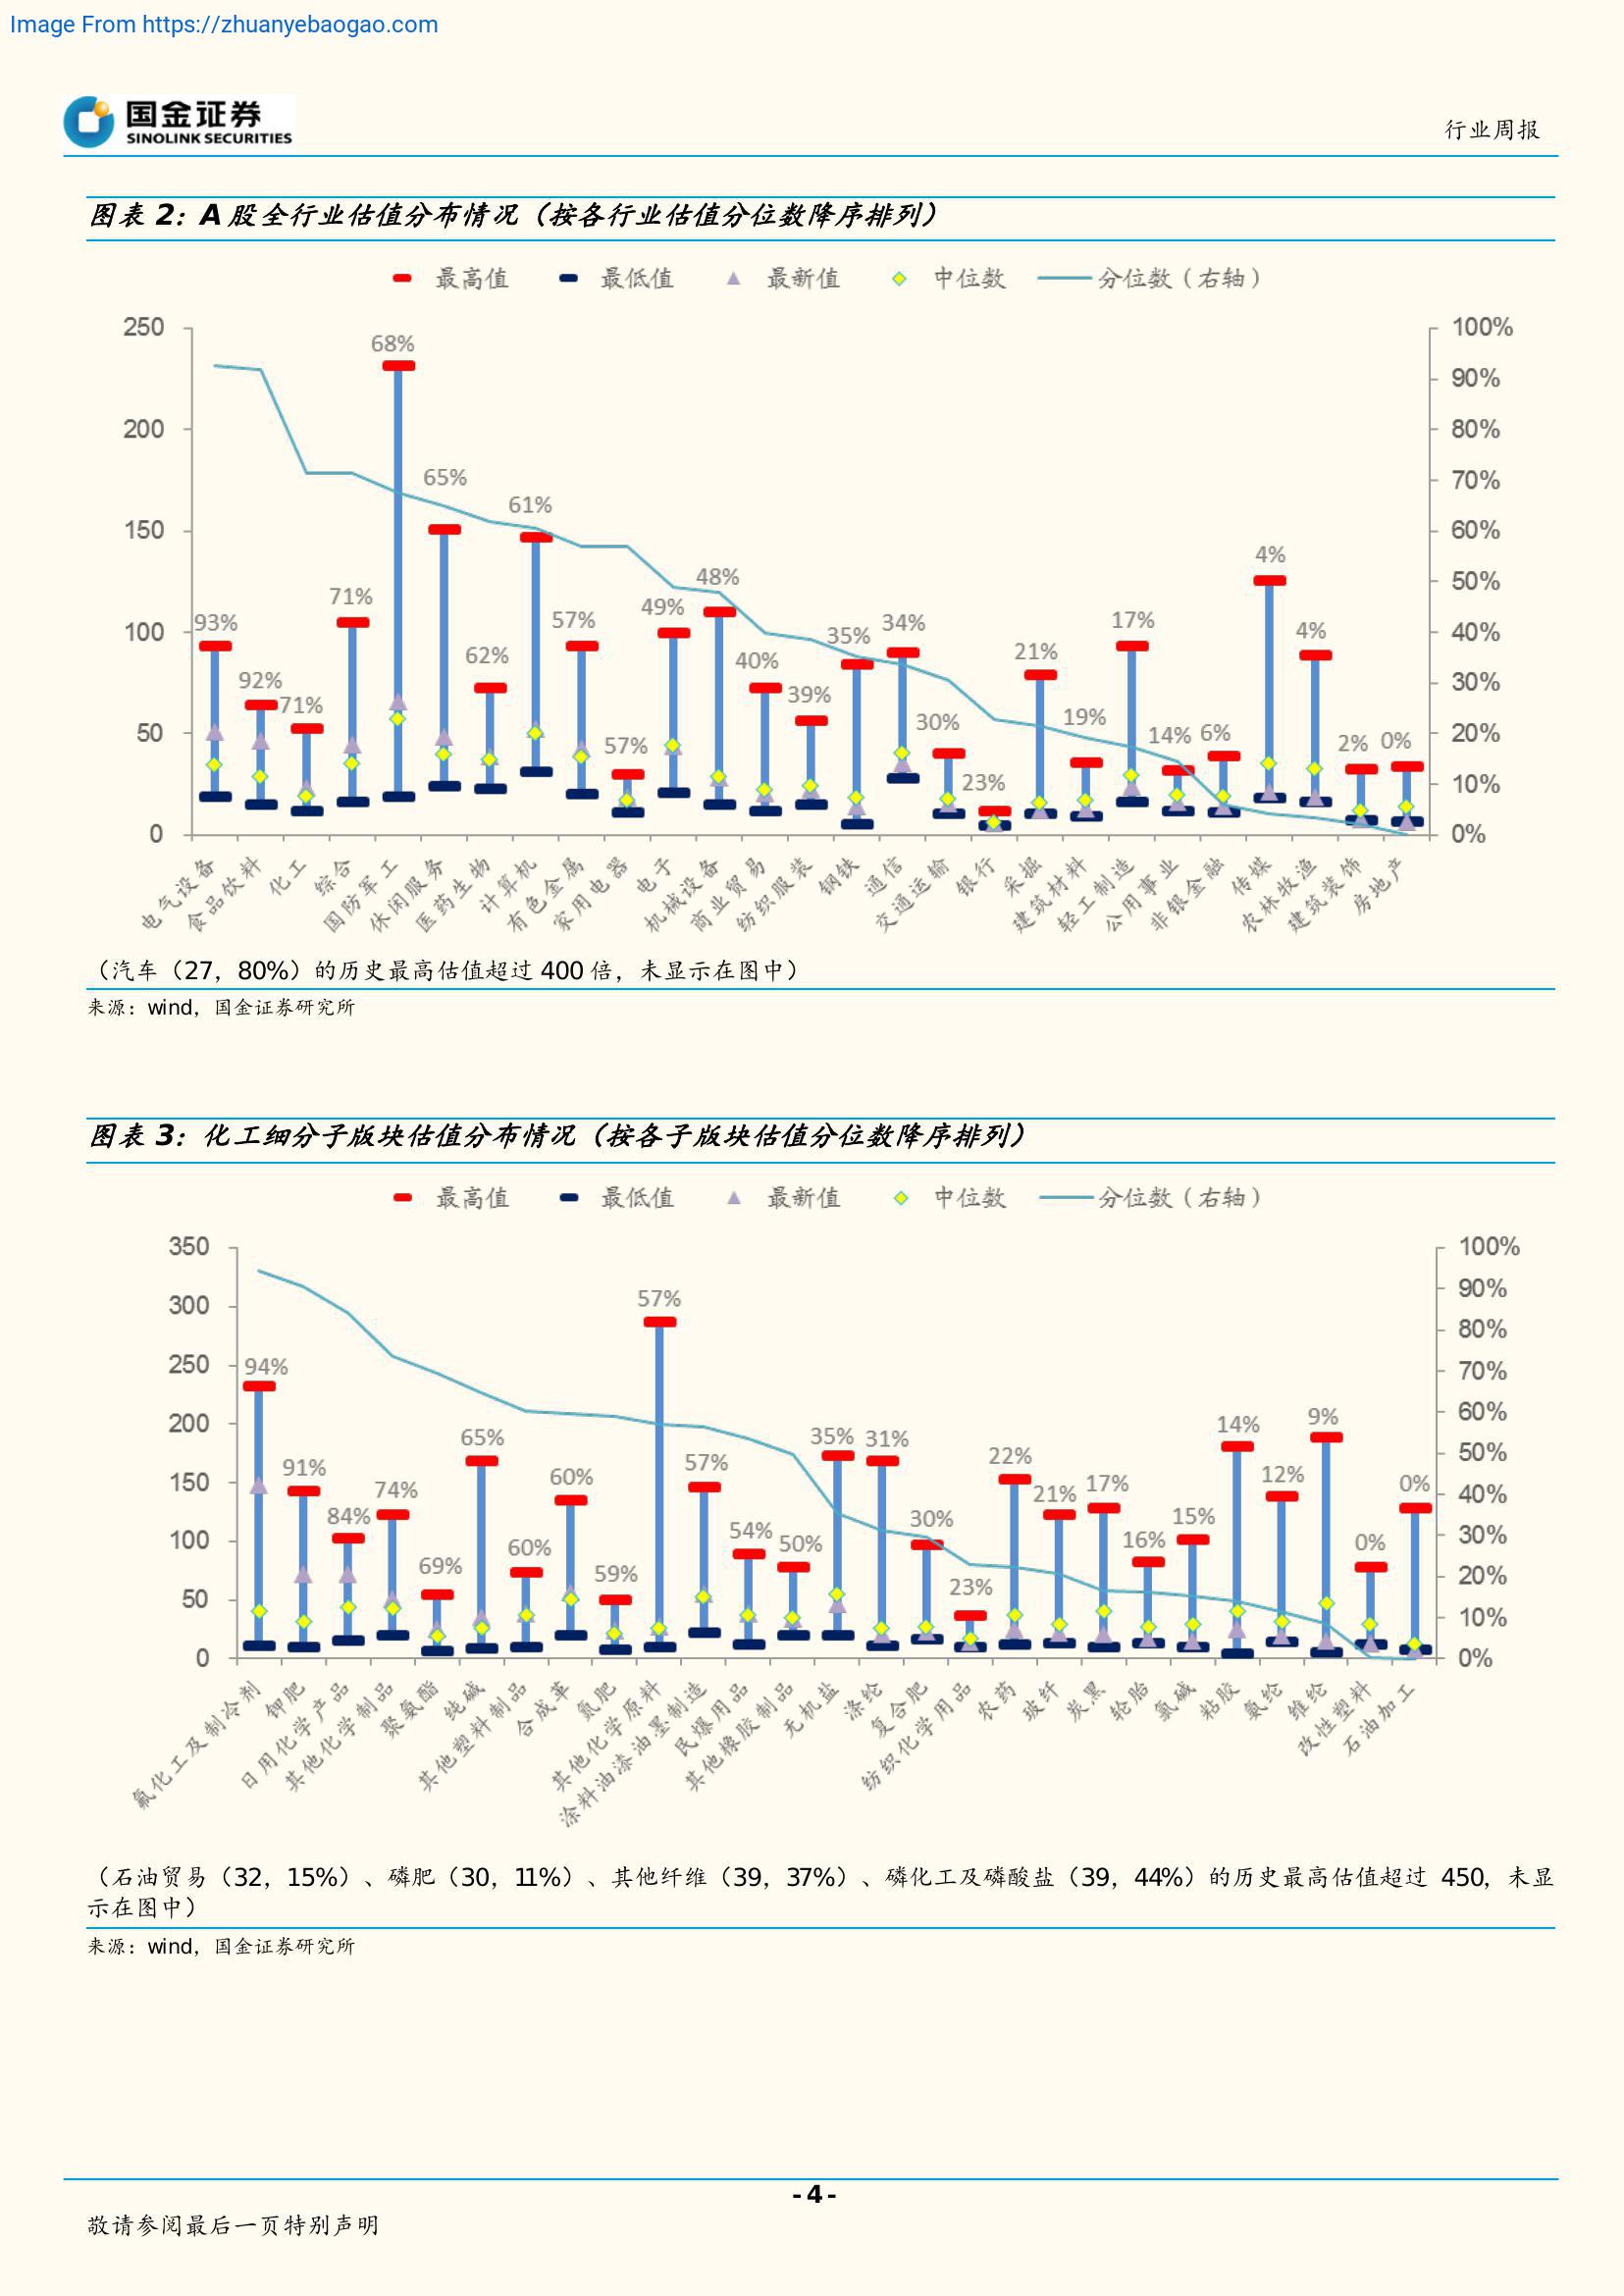 Image From https://zhuanyebaogao.com
国金证券
SINOLINK SECURITIES
行业周报
图表 2：A 股全行业估值分布情况（按各行业估值分位数降序排列）
最高值 最低值 最新值 中位数 分位数（右轴）
250 200 150 100 50 0
100% 90% 80% 70% 60% 50% 40% 30% 20% 10% 0%
93% 92% 71% 71% 68% 65% 62% 61% 57% 57% 49% 48% 40% 39% 35% 34% 30% 23% 21% 19% 17% 14% 6% 4% 4% 2% 0%
电气设备 食品饮料 化工 综合 国防军工 休闲服务 医药生物 计算机 有色金属 家用电器 电子 机械设备 商业贸易 纺织服装 钢铁 通信 交通运输 银行 采掘 建筑材料 轻工制造 公用事业 非银金融 传媒 农林牧渔 建筑装饰 房地产
（汽车（27，80%）的历史最高估值超过 400 倍，未显示在图中）
来源：wind，国金证券研究所
图表 3：化工细分子版块估值分布情况（按各子版块估值分位数降序排列）
最高值 最低值 最新值 中位数 分位数（右轴）
350 300 250 200 150 100 50 0
100% 90% 80% 70% 60% 50% 40% 30% 20% 10% 0%
94% 91% 84% 74% 69% 65% 60% 60% 59% 57% 57% 54% 50% 35% 31% 30% 23% 22% 21% 17% 16% 15% 14% 12% 9% 0% 0%
氟化工及制冷剂 钾肥 日用化学产品 其他化学制品 聚氨酯 纯碱 其他塑料制品 合成革 氮肥 其他化学原料 涂料油漆油墨制造 民爆用品 其他橡胶制品 无机盐 涤纶 复合肥 纺织化学用品 农药 玻纤 炭黑 轮胎 氯碱 粘胶 氨纶 维纶 改性塑料 石油加工
（石油贸易（32，15%）、磷肥（30，11%）、其他纤维（39，37%）、磷化工及磷酸盐（39，44%）的历史最高估值超过 450，未显
示在图中）
来源：wind，国金证券研究所
- 4 -
敬请参阅最后一页特别声明